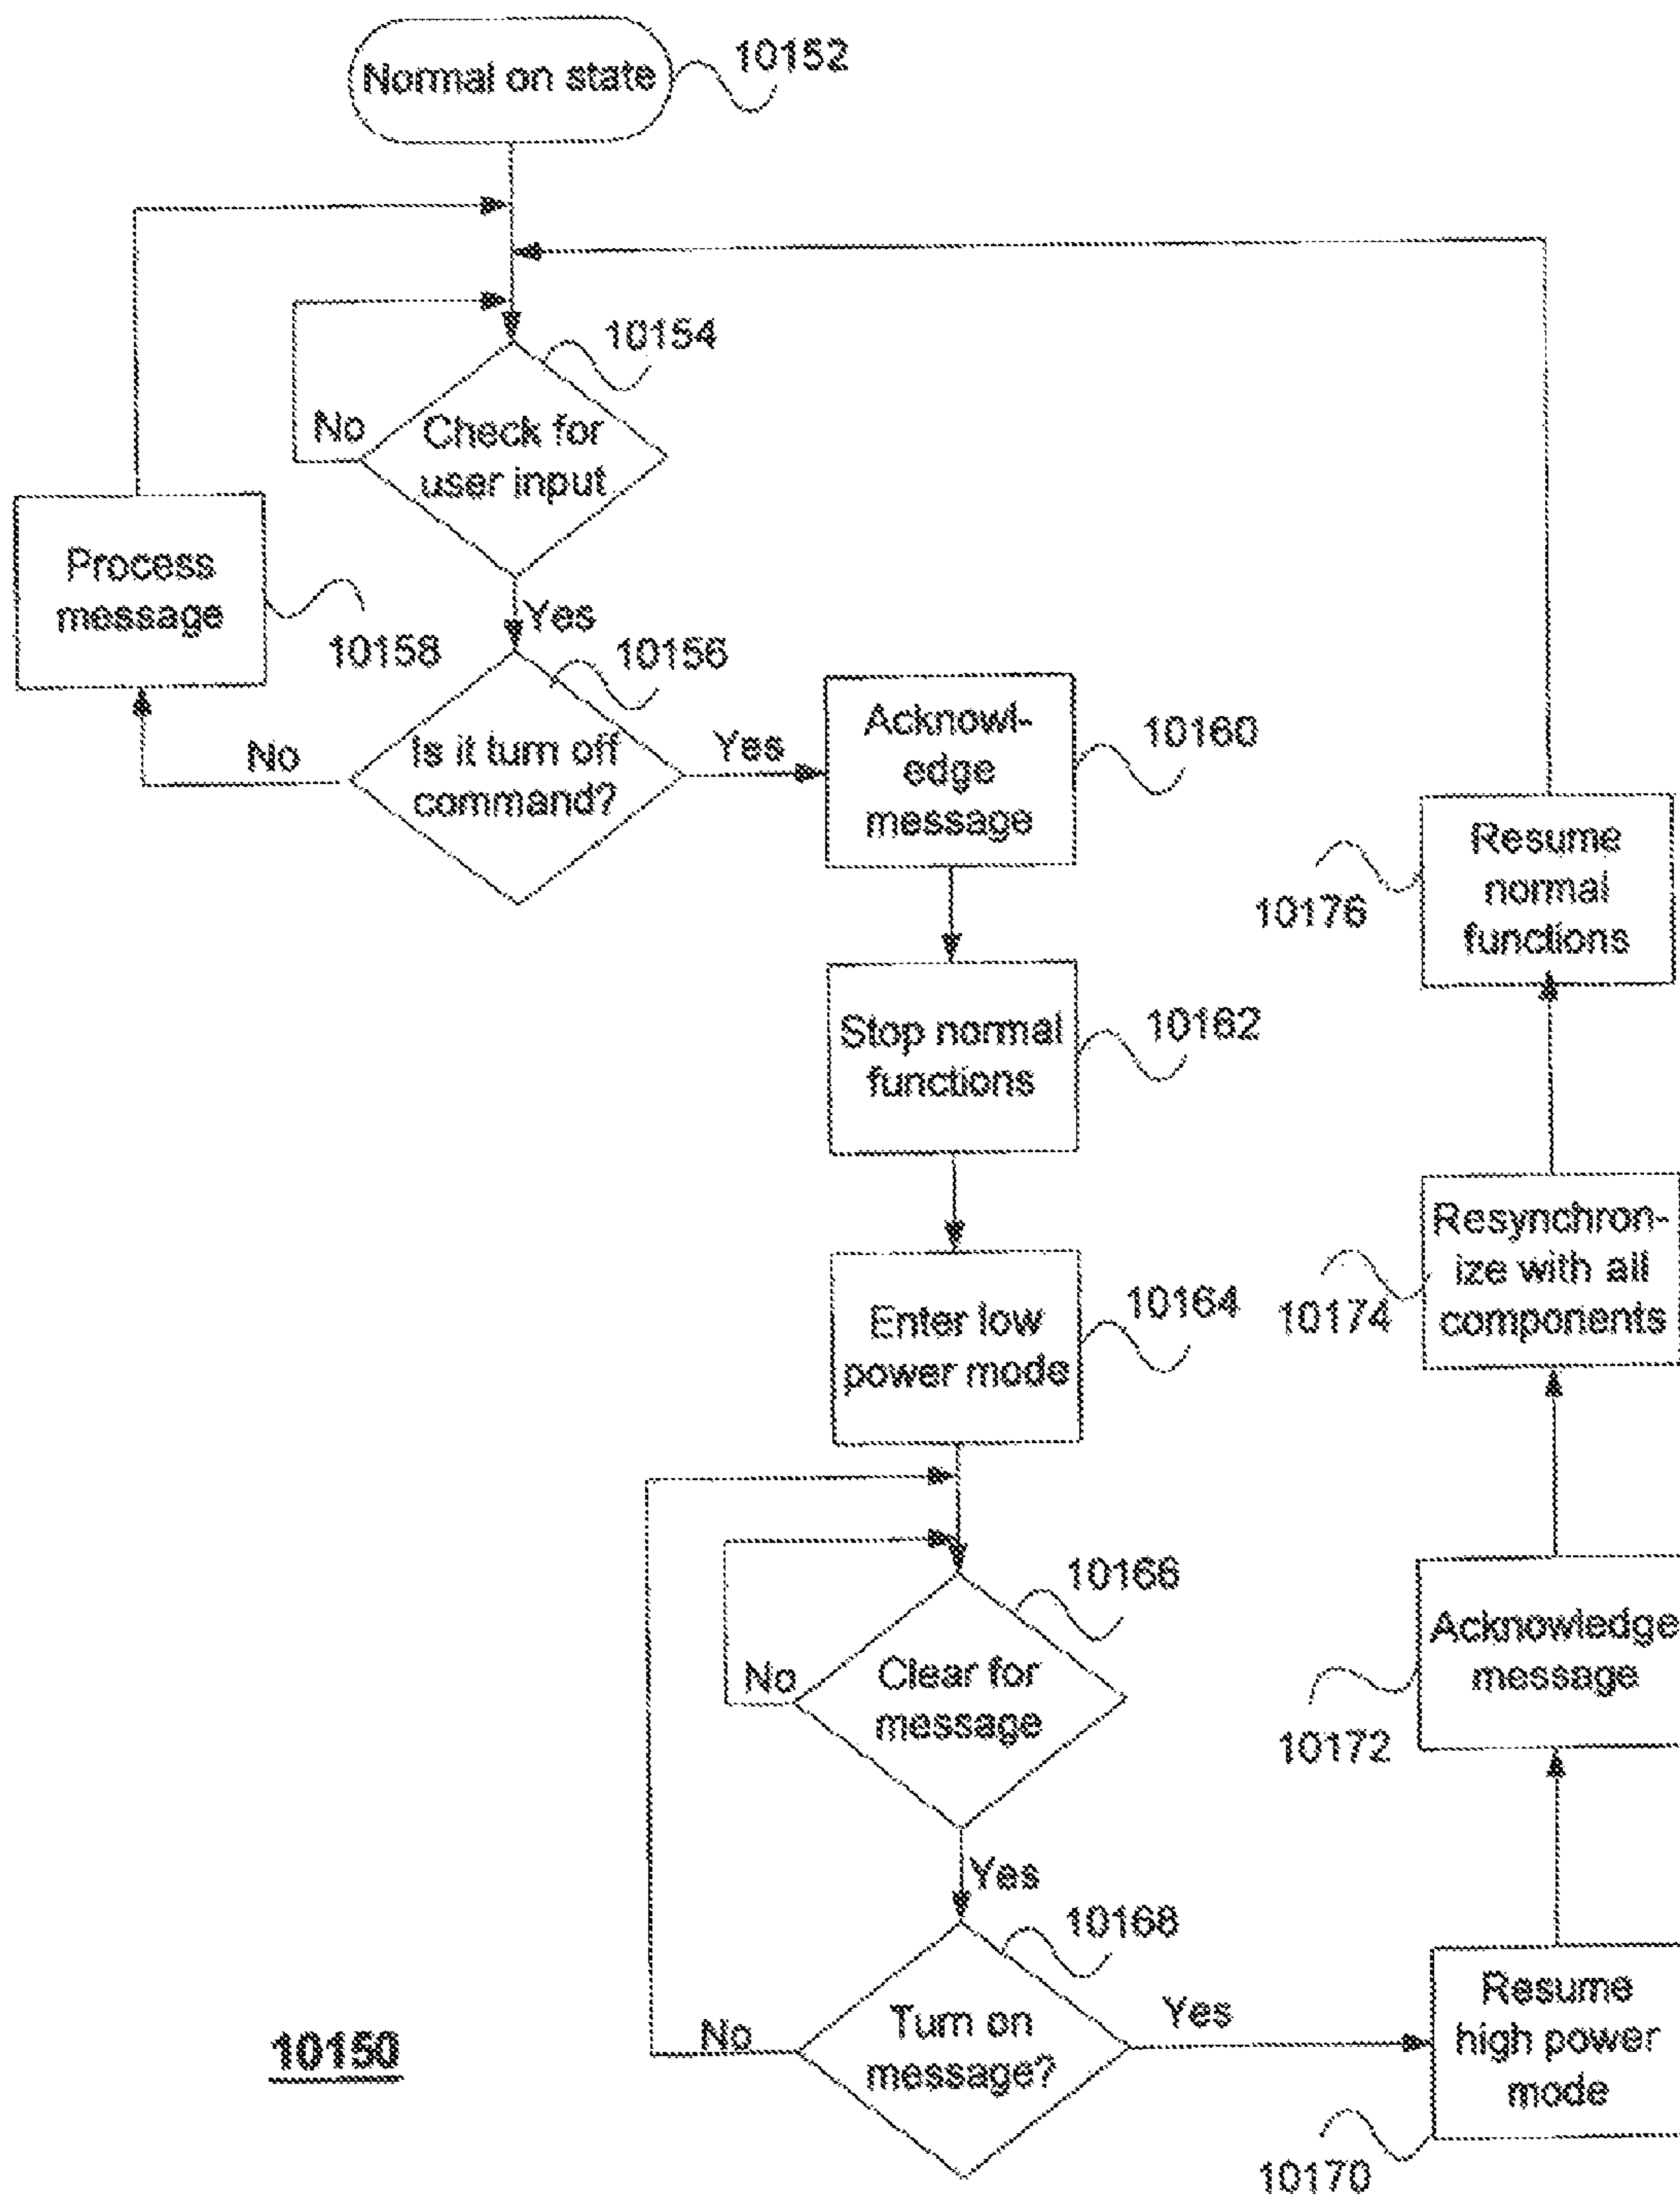 Normal on state
10152
10154
No
Check for
user input
Process
message
10158
Yes
10156
Is it turn off
command?
No
Yes
Acknowl-
edge
message
10160
Resume
normal
functions
10176
Stop normal
functions
10162
Resynchron-
ize with all
components
10174
Enter low
power mode
10164
10166
Clear for
message
No
Acknowledge
message
10172
Yes
10168
Turn on
message?
No
Yes
Resume
high power
mode
10170
10150